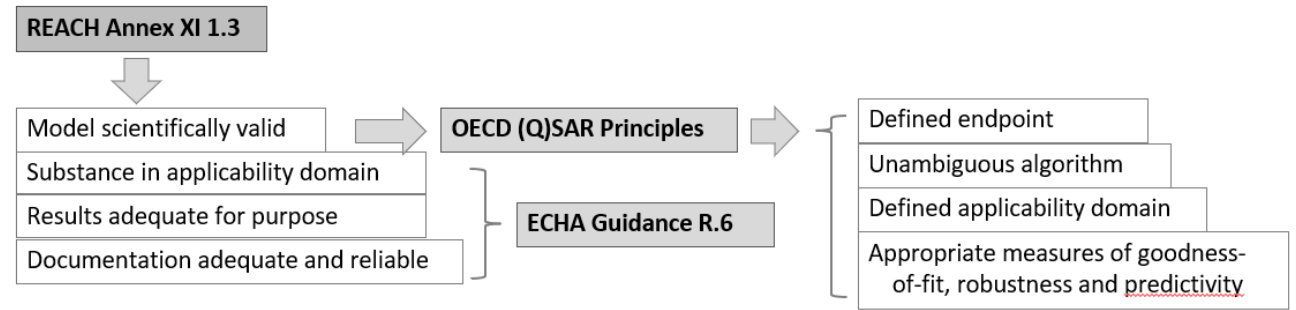 REACH Annex XI 1.3
Model scientifically valid
Substance in applicability domain
Results adequate for purpose
Documentation adequate and reliable
OECD (Q)SAR Principles
ECHA Guidance R.6
Defined endpoint
Unambiguous algorithm
Defined applicability domain
Appropriate measures of goodness-
of-fit, robustness and predictivity